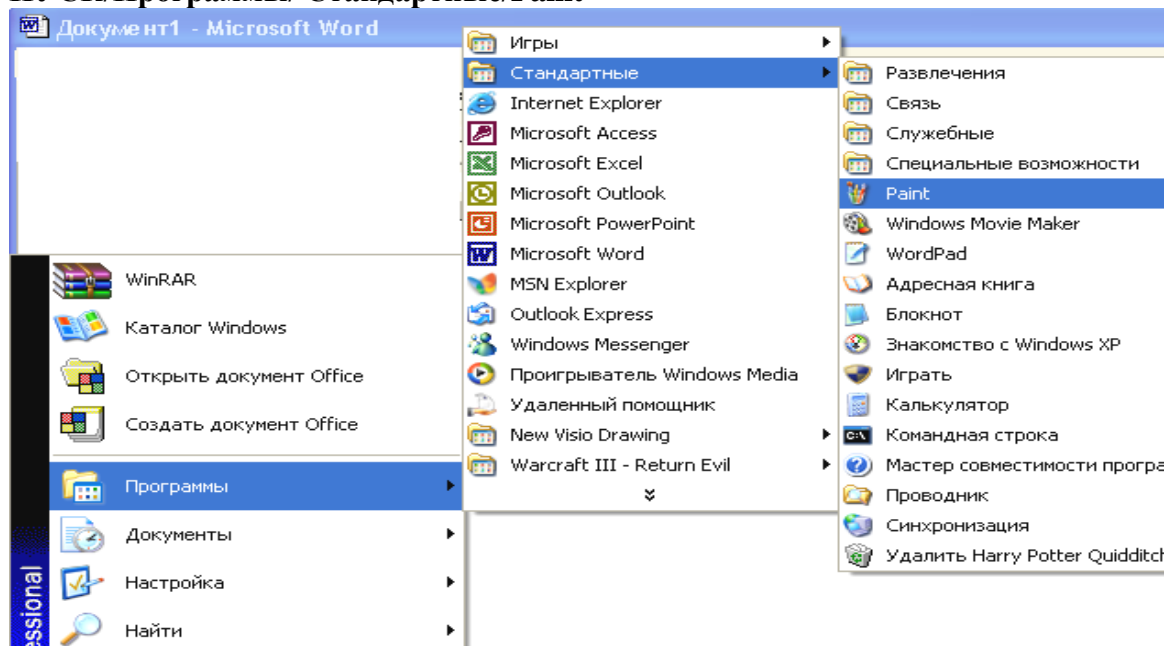 Документ1 - Microsoft Word
Игры
Стандартные
Internet Explorer
Microsoft Access
Microsoft Excel
Microsoft Outlook
Microsoft PowerPoint
Microsoft Word
MSN Explorer
Outlook Express
Windows Messenger
Проигрыватель Windows Media
Удаленный помощник
New Visio Drawing
Warcraft III - Return Evil
Развлечения
Связь
Служебные
Специальные возможности
Paint
Windows Movie Maker
WordPad
Адресная книга
Блокнот
Знакомство с Windows XP
Играть
Калькулятор
Командная строка
Мастер совместимости програ
Проводник
Синхронизация
Удалить Harry Potter Quidditch
WinRAR
Каталог Windows
Открыть документ Office
Создать документ Office
Программы
Документы
Настройка
Найти
essional